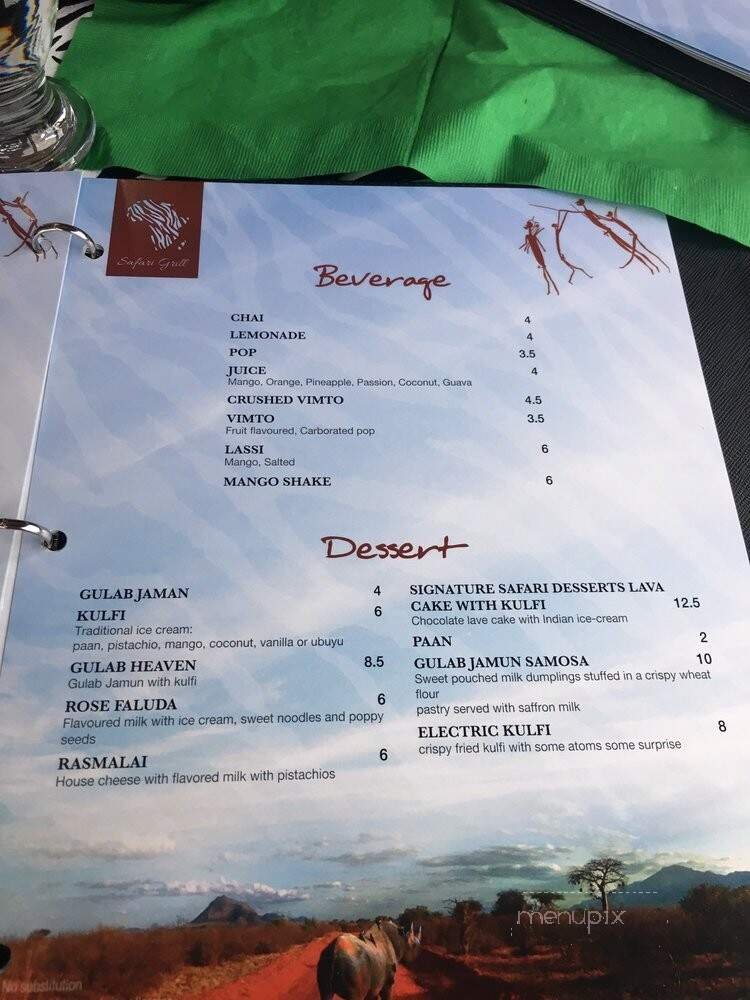 Safari Grill
Beverage
CHAI 4
LEMONADE 4
POP 3.5
JUICE 4
Mango, Orange, Pineapple, Passion, Coconut, Guava
CRUSHED VIMTO 4.5
VIMTO 3.5
Fruit flavoured, Carborated pop
LASSI 6
Mango, Salted
MANGO SHAKE 6
Dessert
GULAB JAMAN 4
KULFI 6
Traditional ice cream:
paan, pistachio, mango, coconut, vanilla or ubuyu
GULAB HEAVEN 8.5
Gulab Jamun with kulfi
ROSE FALUDA 6
Flavoured milk with ice cream, sweet noodles and poppy
seeds
RASMALAI 6
House cheese with flavored milk with pistachios
SIGNATURE SAFARI DESSERTS LAVA
CAKE WITH KULFI 12.5
Chocolate lave cake with Indian ice-cream
PAAN 2
GULAB JAMUN SAMOSA 10
Sweet pouched milk dumplings stuffed in a crispy wheat
flour
pastry served with saffron milk
ELECTRIC KULFI 8
crispy fried kulfi with some atoms some surprise
menupix
No substitution